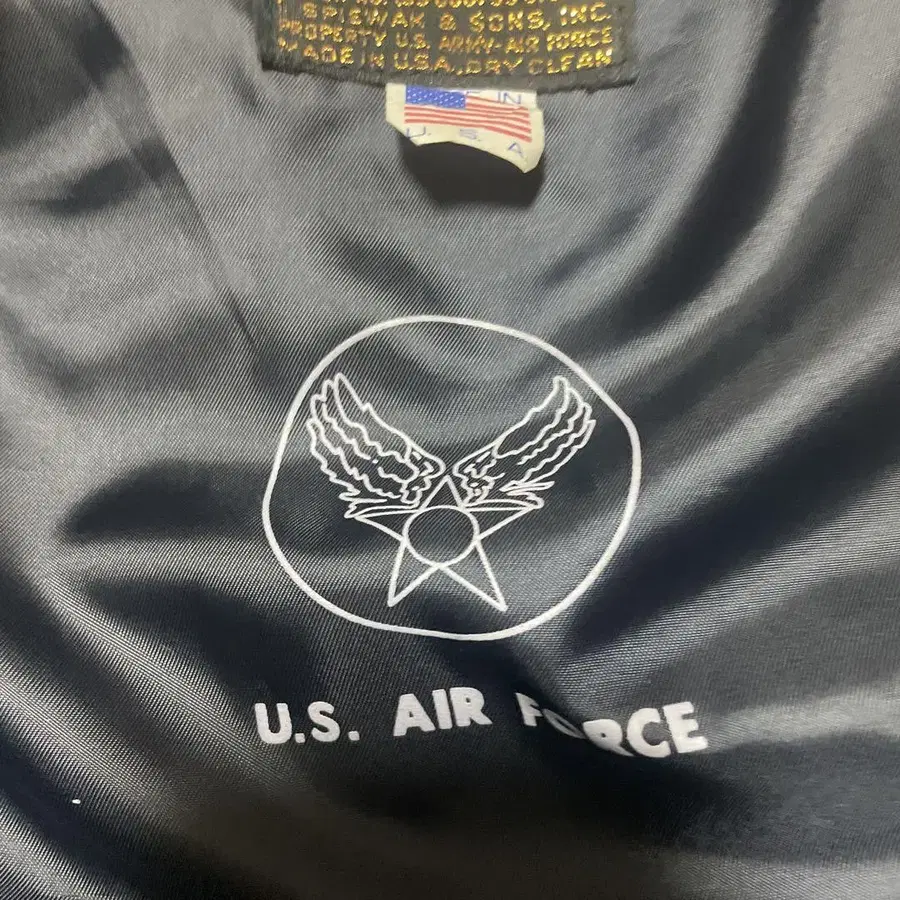 I. SPIEWAK & SONS, INC.
PROPERTY U.S. ARMY-AIR FORCE
MADE IN U.S.A., DRY CLEAN
IN
U. S. A
U.S. AIR FORCE